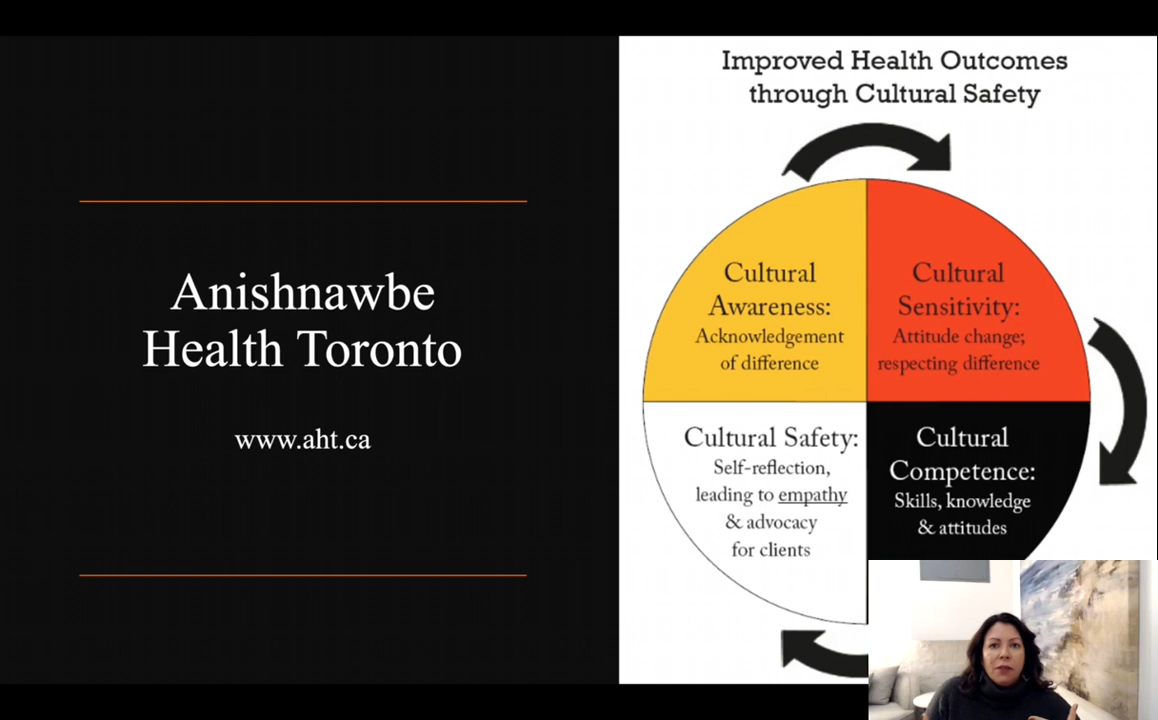 Anishnawbe
Health Toronto
www.aht.ca
Improved Health Outcomes
through Cultural Safety
Cultural
Awareness:
Acknowledgement
of difference
Cultural
Sensitivity:
Attitude change;
respecting difference
Cultural Safety:
Self-reflection,
leading to empathy
& advocacy
for clients
Cultural
Competence:
Skills, knowledge
& attitudes